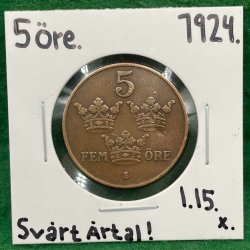 5 öre.
1924.
5
FEM ÖRE
1.15.
x.
Svårt Årtal!